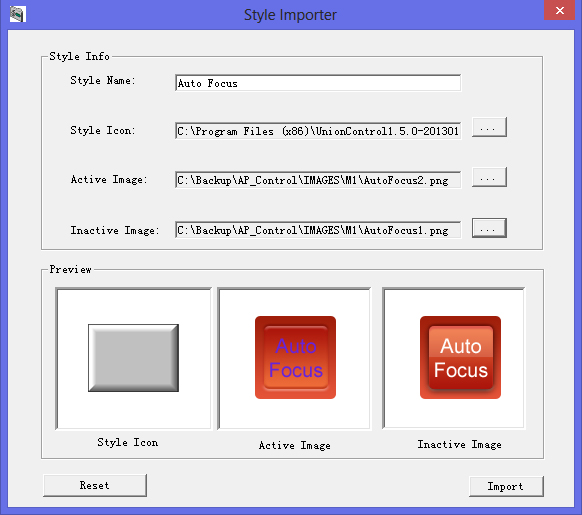 Style Importer
Style Info
Style Name:
Auto Focus
Style Icon:
C:\Program Files (x86)\UnionControl1.5.0-201301
...
Active Image:
C:\Backup\AP_Control\IMAGES\M1\AutoFocus2.png
...
Inactive Image:
C:\Backup\AP_Control\IMAGES\M1\AutoFocus1.png
...
Preview
Auto
Focus
Auto
Focus
Style Icon
Active Image
Inactive Image
Reset
Import